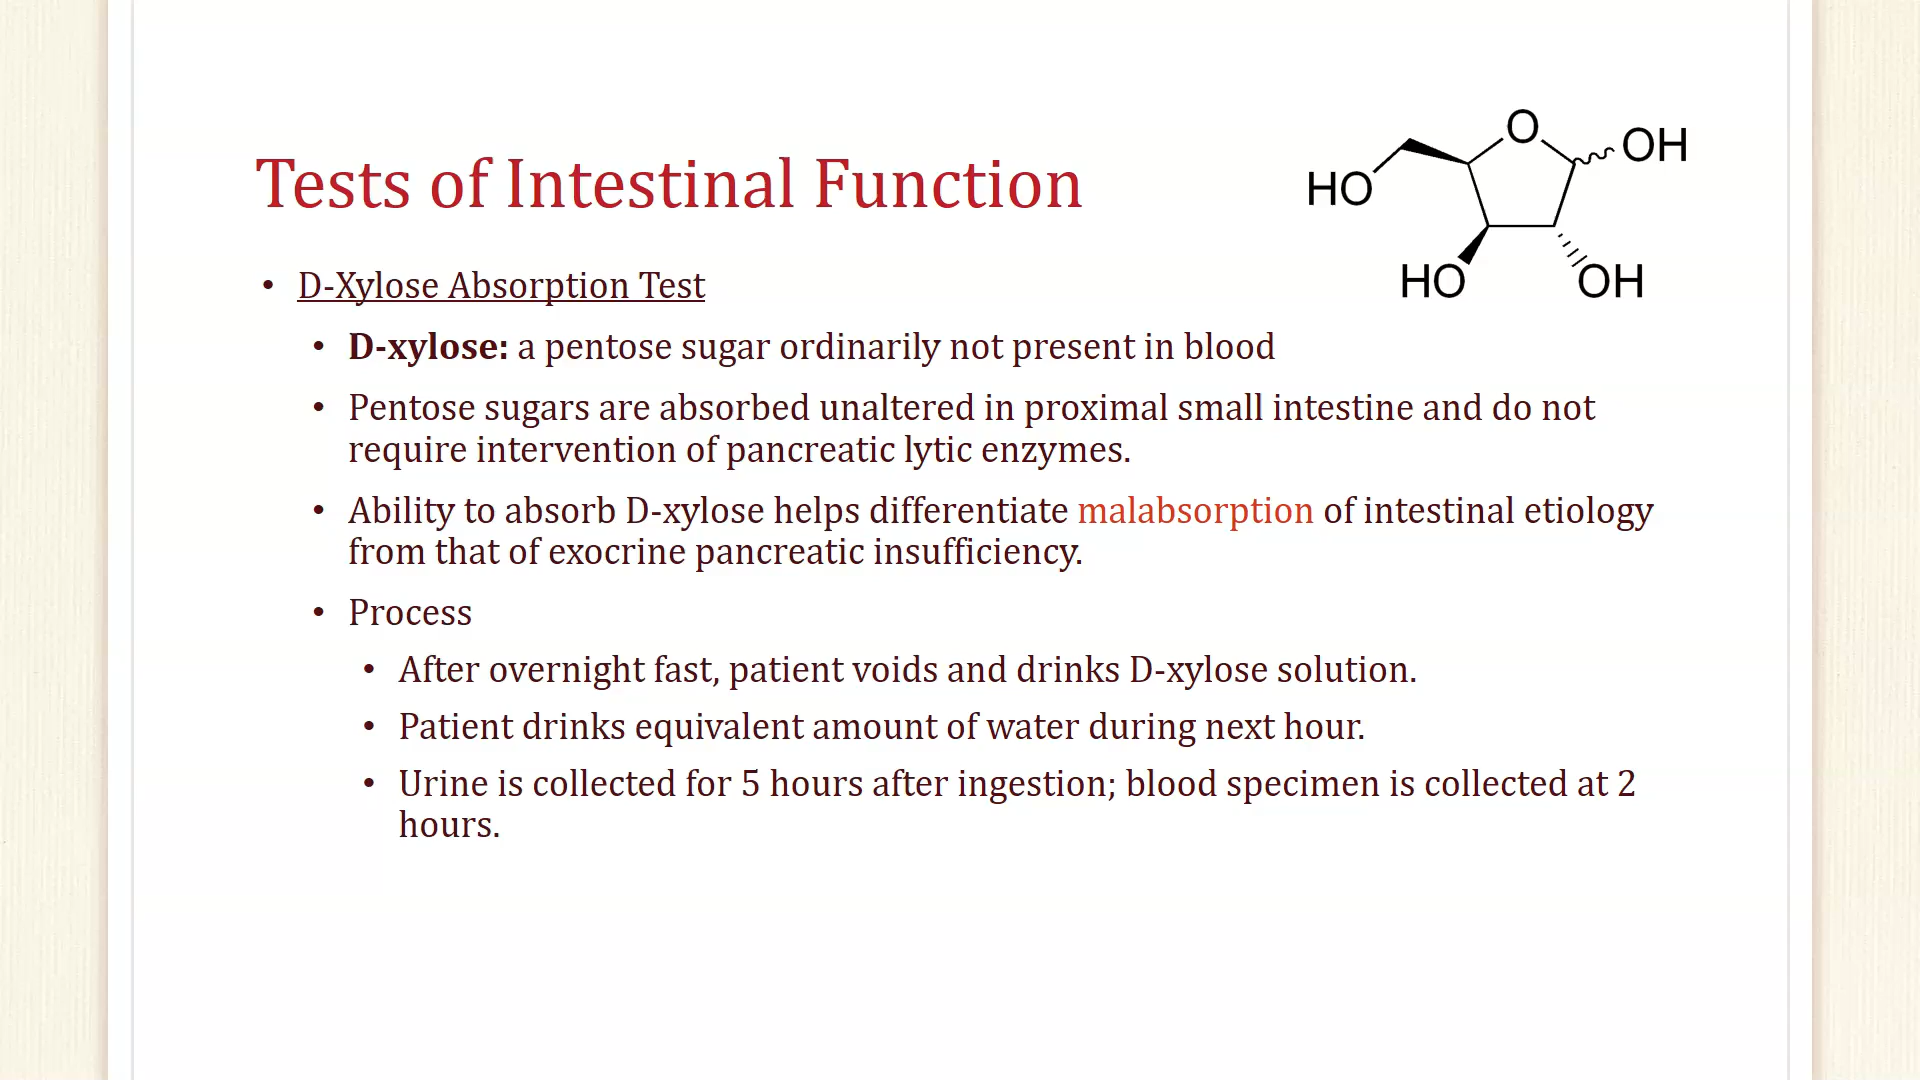 Tests of Intestinal Function
O
OH
HO
HO
OH
• D-Xylose Absorption Test
• D-xylose: a pentose sugar ordinarily not present in blood
• Pentose sugars are absorbed unaltered in proximal small intestine and do not
require intervention of pancreatic lytic enzymes.
• Ability to absorb D-xylose helps differentiate malabsorption of intestinal etiology
from that of exocrine pancreatic insufficiency.
• Process
• After overnight fast, patient voids and drinks D-xylose solution.
• Patient drinks equivalent amount of water during next hour.
• Urine is collected for 5 hours after ingestion; blood specimen is collected at 2
hours.